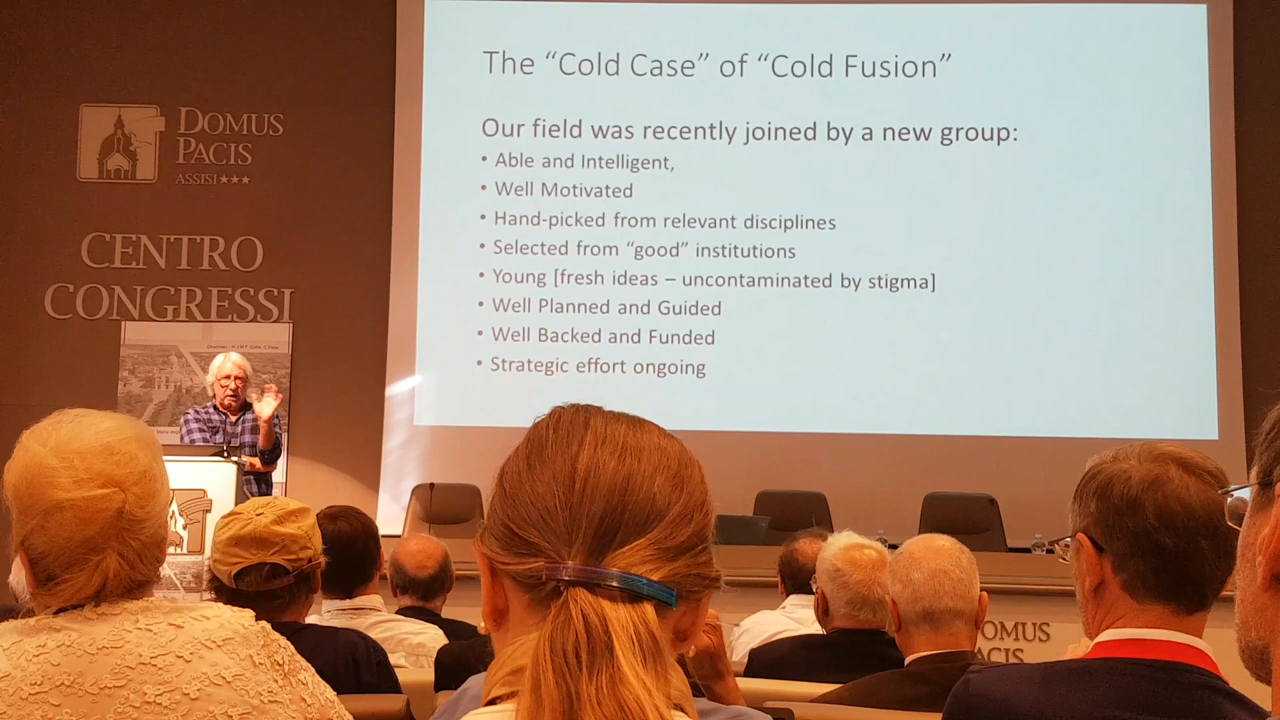 DOMUS
PACIS
ASSISI★★★
CENTRO
CONGRESSI
The “Cold Case” of “Cold Fusion”
Our field was recently joined by a new group:
• Able and Intelligent,
• Well Motivated
• Hand-picked from relevant disciplines
• Selected from “good” institutions
• Young [fresh ideas – uncontaminated by stigma]
• Well Planned and Guided
• Well Backed and Funded
• Strategic effort ongoing
OMUS
ACIS